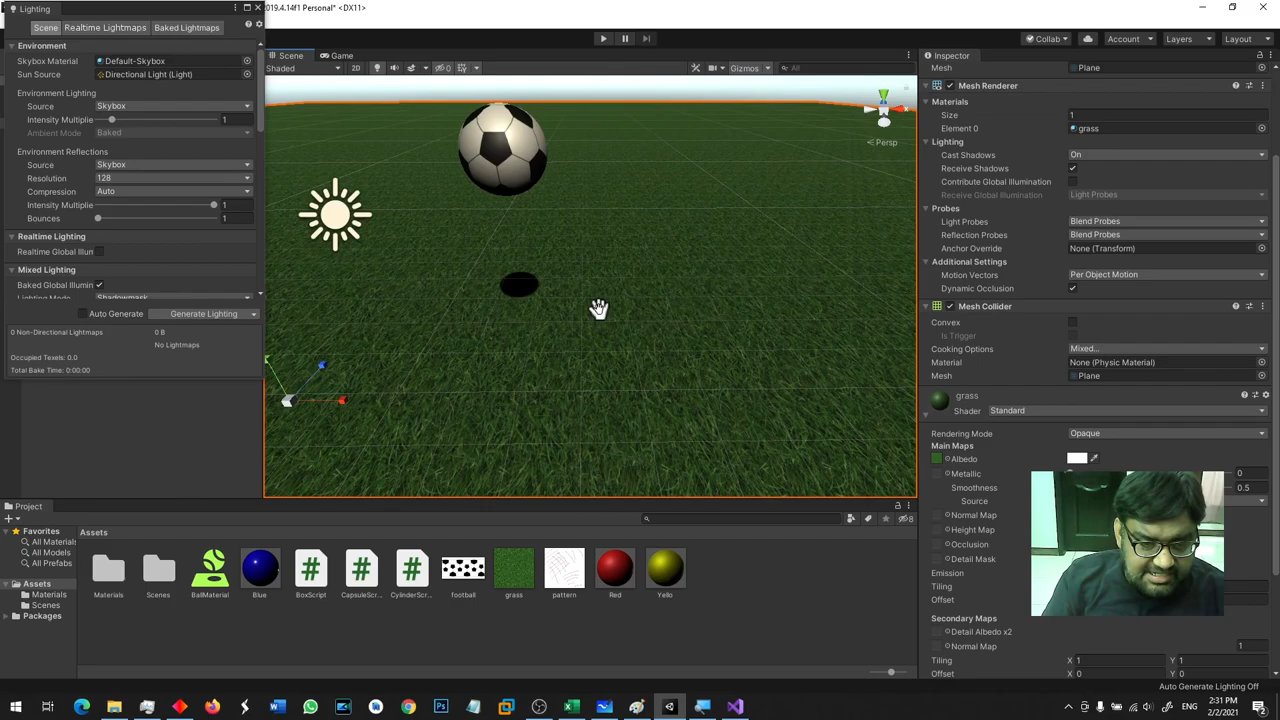 Lighting
2019.4.14f1 Personal* <DX11>
Scene
Realtime Lightmaps
Baked Lightmaps
Environment
Skybox Material
Default-Skybox
Sun Source
Directional Light (Light)
Environment Lighting
Source
Skybox
Intensity Multiplie
1
Ambient Mode
Baked
Environment Reflections
Source
Skybox
Resolution
128
Compression
Auto
Intensity Multiplie
1
Bounces
1
Realtime Lighting
Realtime Global Illun
Mixed Lighting
Baked Global Illumin
Lighting Mode
Shadowmask
Auto Generate
Generate Lighting
0 Non-Directional Lightmaps
0 B
No Lightmaps
Occupied Texels: 0.0
Total Bake Time: 0:00:00
Collab
Account
Layers
Layout
Scene
Game
Shaded
2D
0
Gizmos
All
x
Persp
Inspector
Mesh
Plane
Mesh Renderer
Materials
Size
1
Element 0
grass
Lighting
Cast Shadows
On
Receive Shadows
Contribute Global Illumination
Receive Global Illumination
Light Probes
Probes
Light Probes
Blend Probes
Reflection Probes
Blend Probes
Anchor Override
None (Transform)
Additional Settings
Motion Vectors
Per Object Motion
Dynamic Occlusion
Mesh Collider
Convex
Is Trigger
Cooking Options
Mixed...
Material
None (Physic Material)
Mesh
Plane
grass
Shader
Standard
Rendering Mode
Opaque
Main Maps
Albedo
Metallic
0
Smoothness
0.5
Source
Normal Map
Height Map
Occlusion
Detail Mask
Emission
Tiling
Offset
Secondary Maps
Detail Albedo x2
Normal Map
1
Tiling
X 1
Y 1
Offset
X 0
Y 0
Auto Generate Lighting Off
Project
8
Favorites
All Material
All Models
All Prefabs
Assets
Materials
Scenes
Packages
Assets
Materials
Scenes
BallMaterial
Blue
BoxScript
CapsuleScr...
CylinderScr...
football
grass
pattern
Red
Yello
2:31 PM
2/2/2021